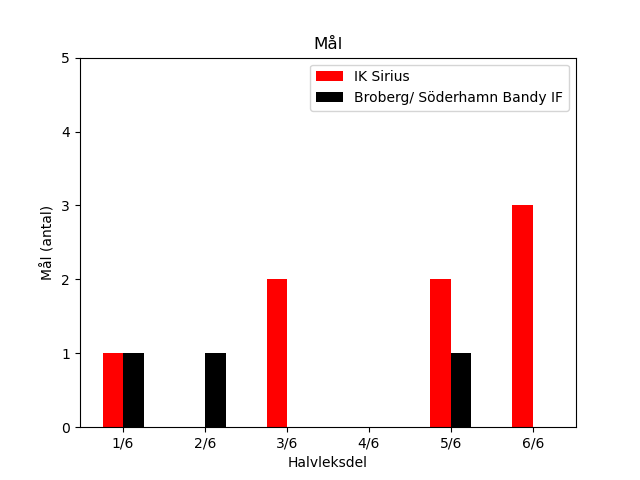 Mål
IK Sirius
Broberg/ Söderhamn Bandy IF
Mål (antal)
5
4
3
2
1
0
1/6 2/6 3/6 4/6 5/6 6/6
Halvleksdel